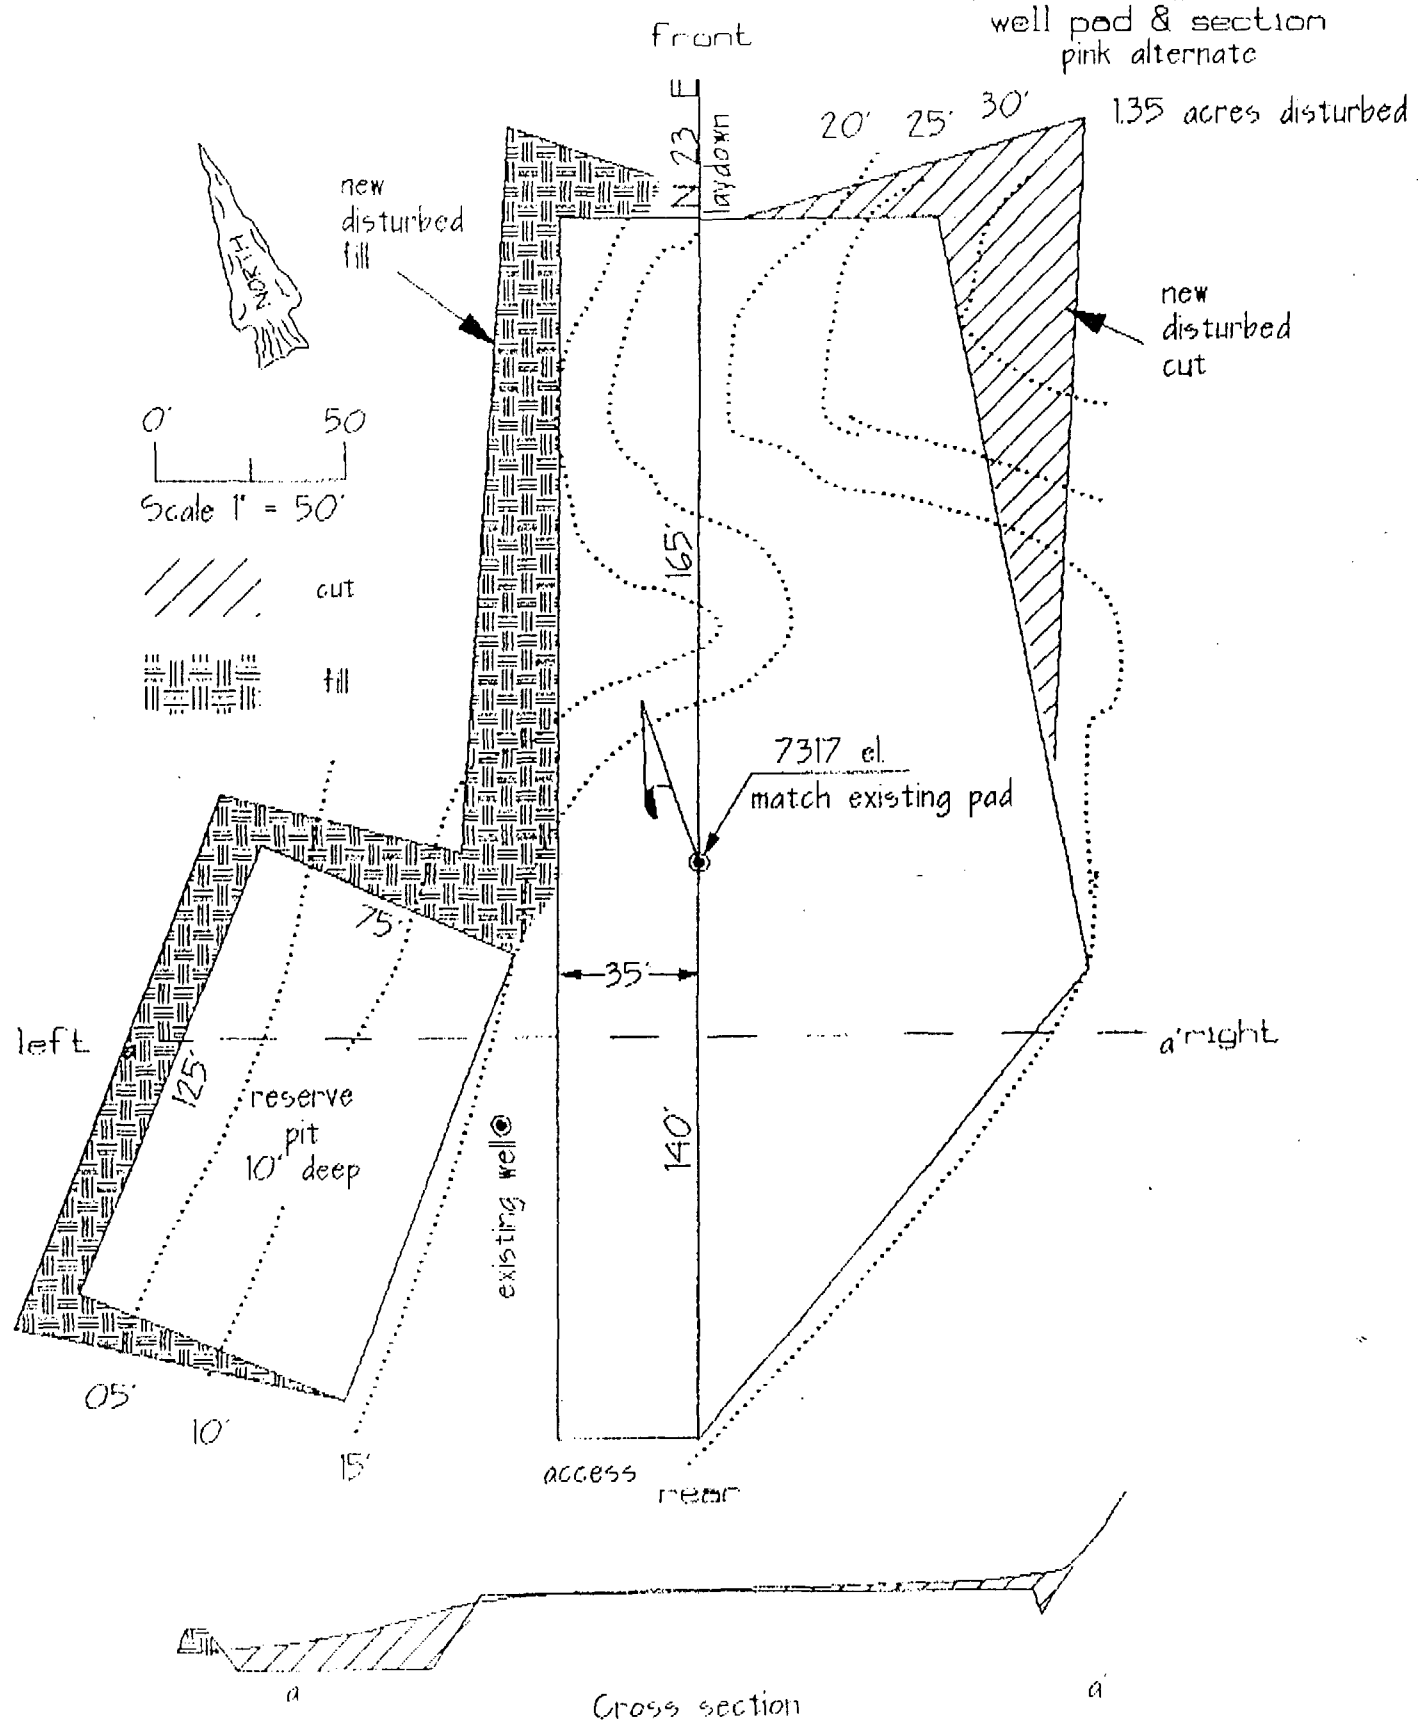 well pad & section
pink alternate
1.35 acres disturbed
front
N 23 E
laydown
20'
25'
30'
new
disturbed
fill
NORTH
new
disturbed
cut
0'
50
Scale 1" = 50'
cut
fill
165'
7317 el.
match existing pad
75'
35'
left
a' right
125'
reserve
pit
10' deep
existing well
140'
05'
10'
15'
access
rear
a
Cross section
a'